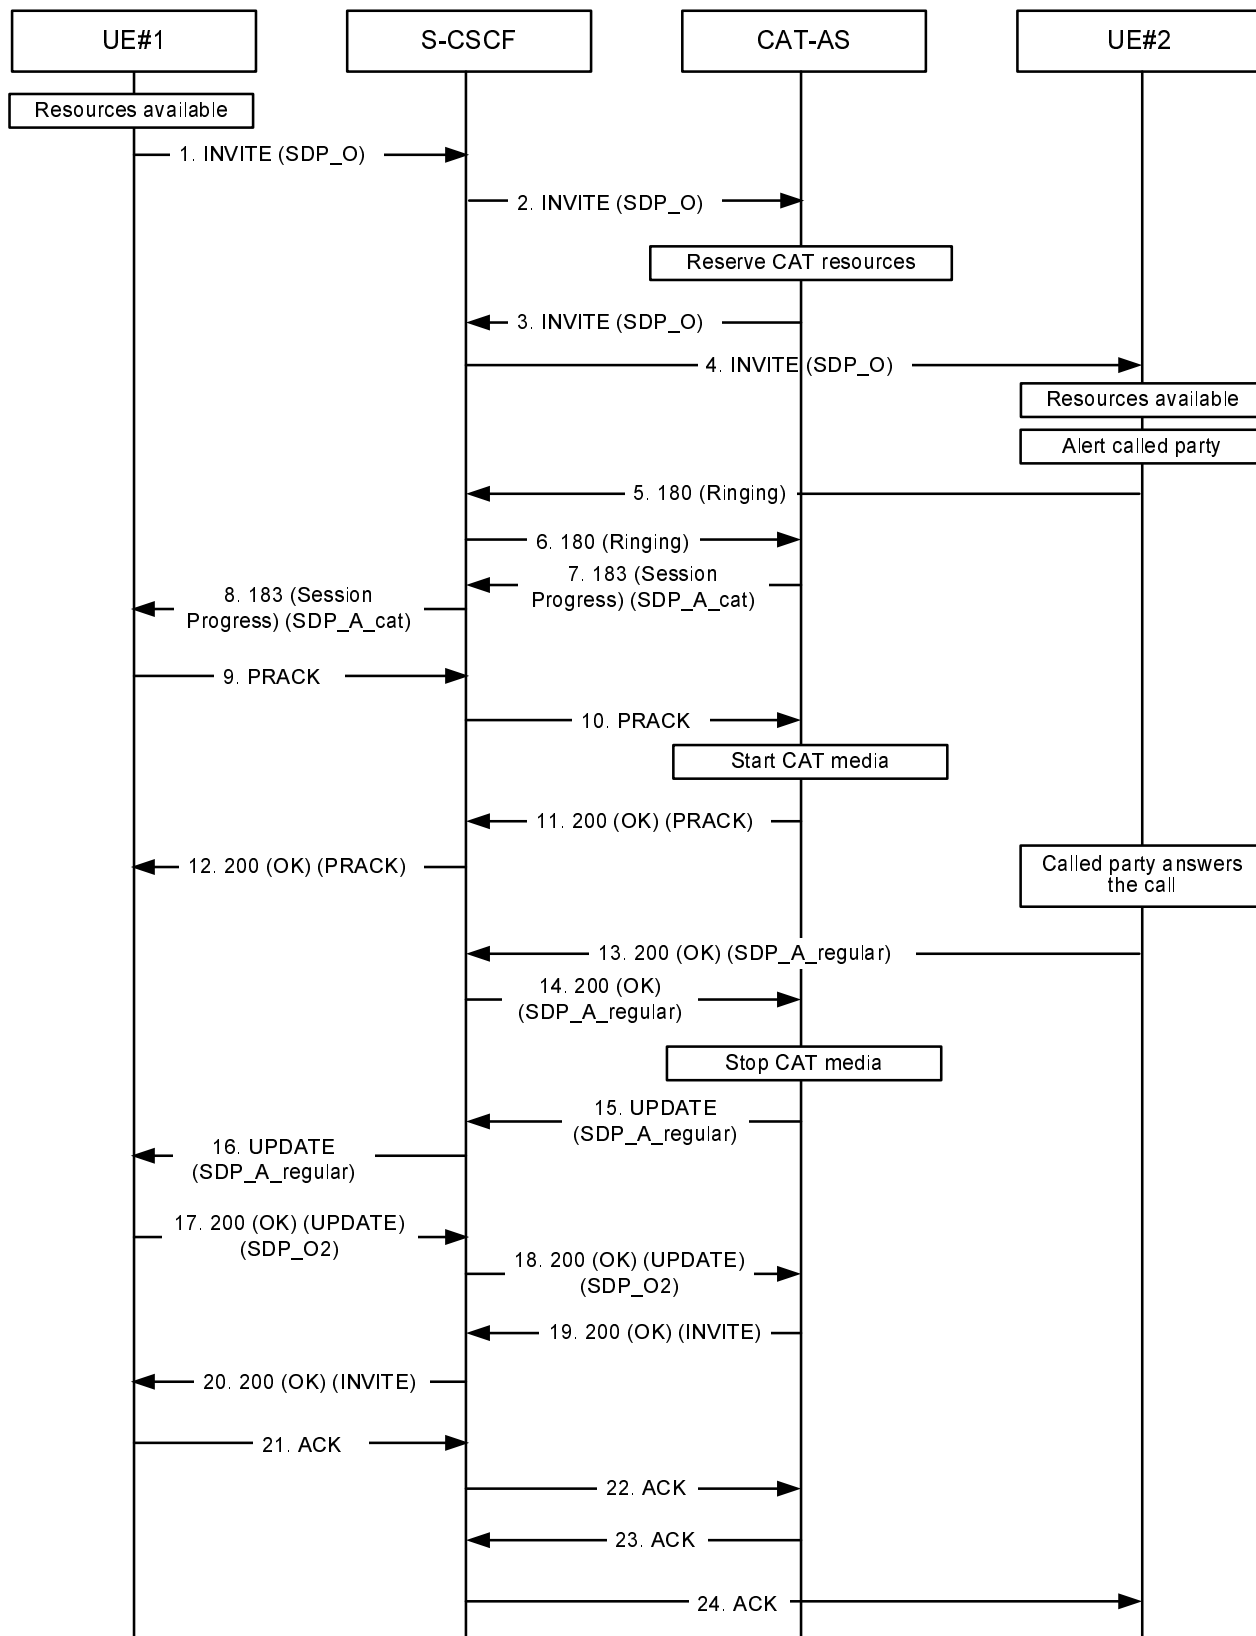 UE#1
S-CSCF
CAT-AS
UE#2
Resources available
1. INVITE (SDP_O)
2. INVITE (SDP_O)
Reserve CAT resources
3. INVITE (SDP_O)
4. INVITE (SDP_O)
Resources available
Alert called party
5. 180 (Ringing)
6. 180 (Ringing)
7. 183 (Session
Progress) (SDP_A_cat)
8. 183 (Session
Progress) (SDP_A_cat)
9. PRACK
10. PRACK
Start CAT media
11. 200 (OK) (PRACK)
12. 200 (OK) (PRACK)
Called party answers
the call
13. 200 (OK) (SDP_A_regular)
14. 200 (OK)
(SDP_A_regular)
Stop CAT media
15. UPDATE
(SDP_A_regular)
16. UPDATE
(SDP_A_regular)
17. 200 (OK) (UPDATE)
(SDP_O2)
18. 200 (OK) (UPDATE)
(SDP_O2)
19. 200 (OK) (INVITE)
20. 200 (OK) (INVITE)
21. ACK
22. ACK
23. ACK
24. ACK